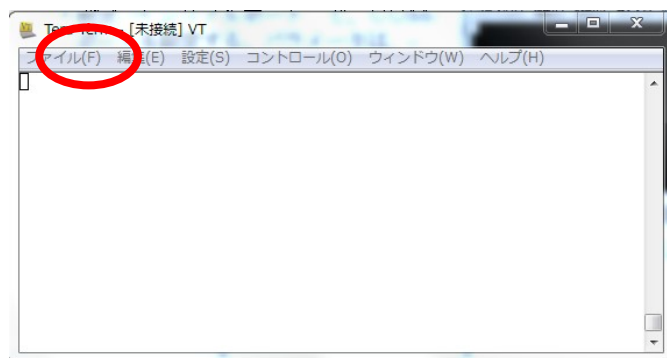 Tera Term - [未接続] VT
ファイル(F) 編集(E) 設定(S) コントロール(O) ウィンドウ(W) ヘルプ(H)